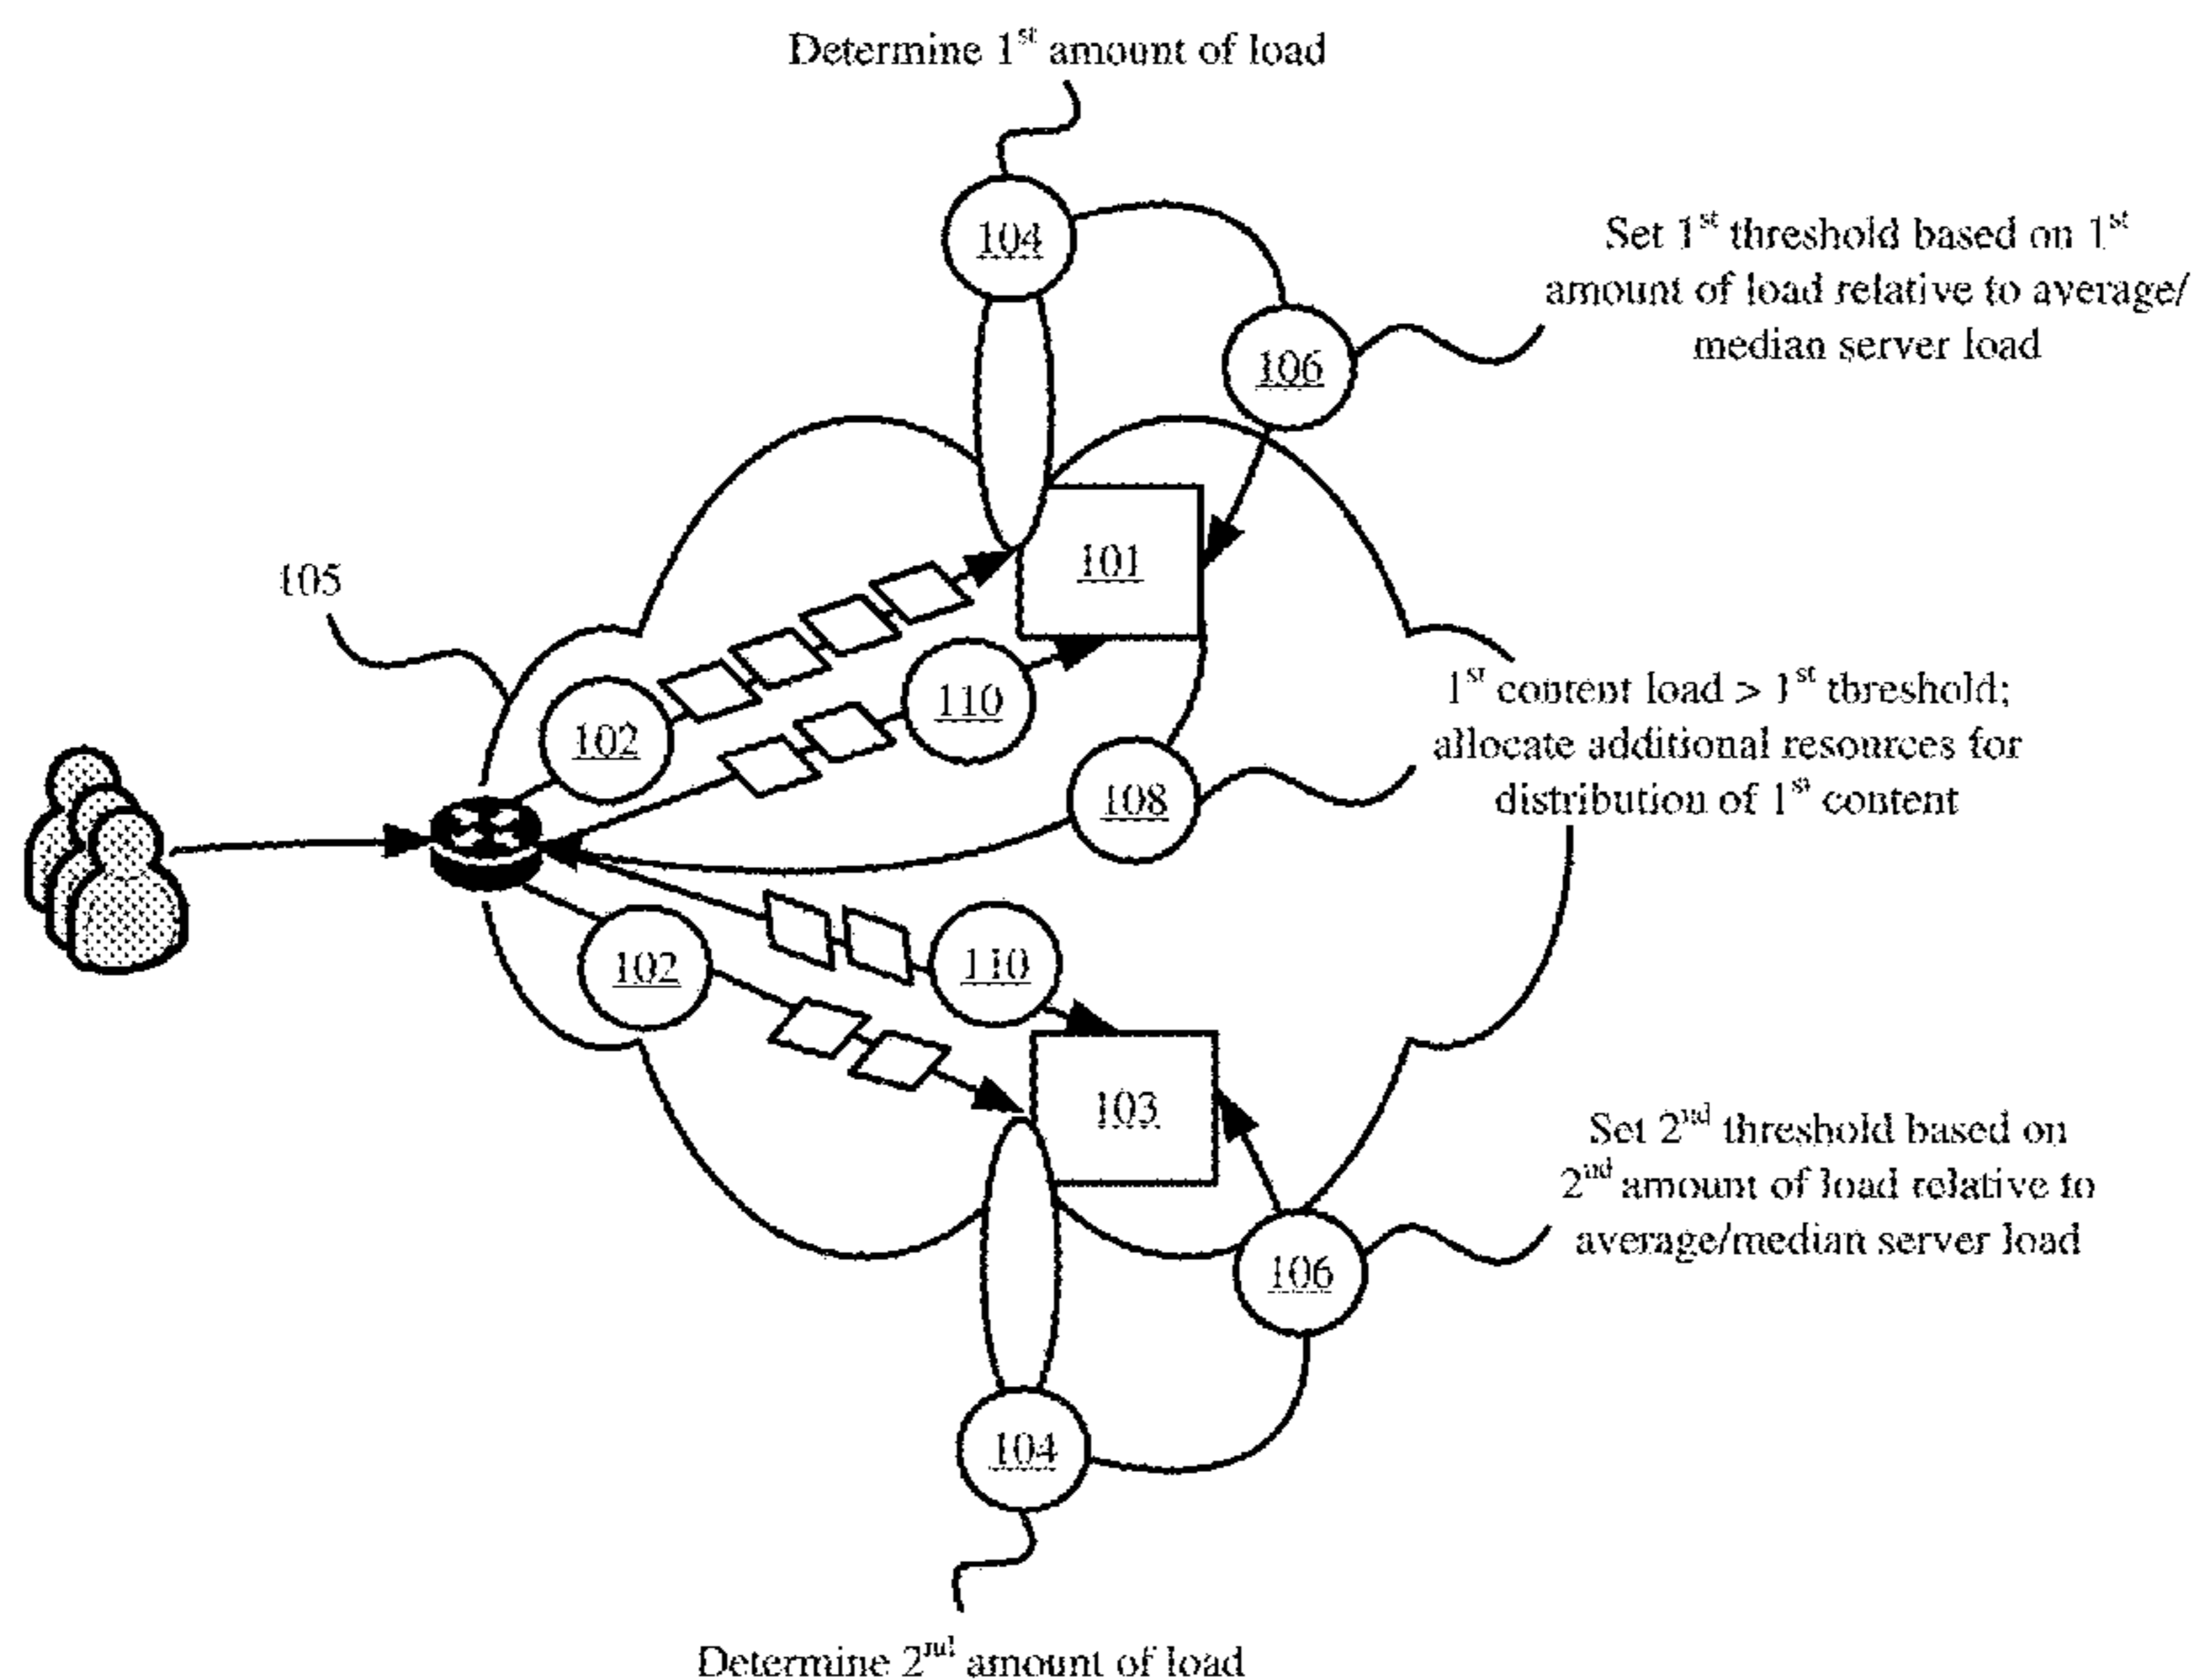 Determine 1st amount of load
104
Set 1st threshold based on 1st
amount of load relative to average/
median server load
106
101
105
110
102
1st content load > 1st threshold;
allocate additional resources for
distribution of 1st content
108
102
110
103
Set 2nd threshold based on
2nd amount of load relative to
average/median server load
106
104
Determine 2nd amount of load